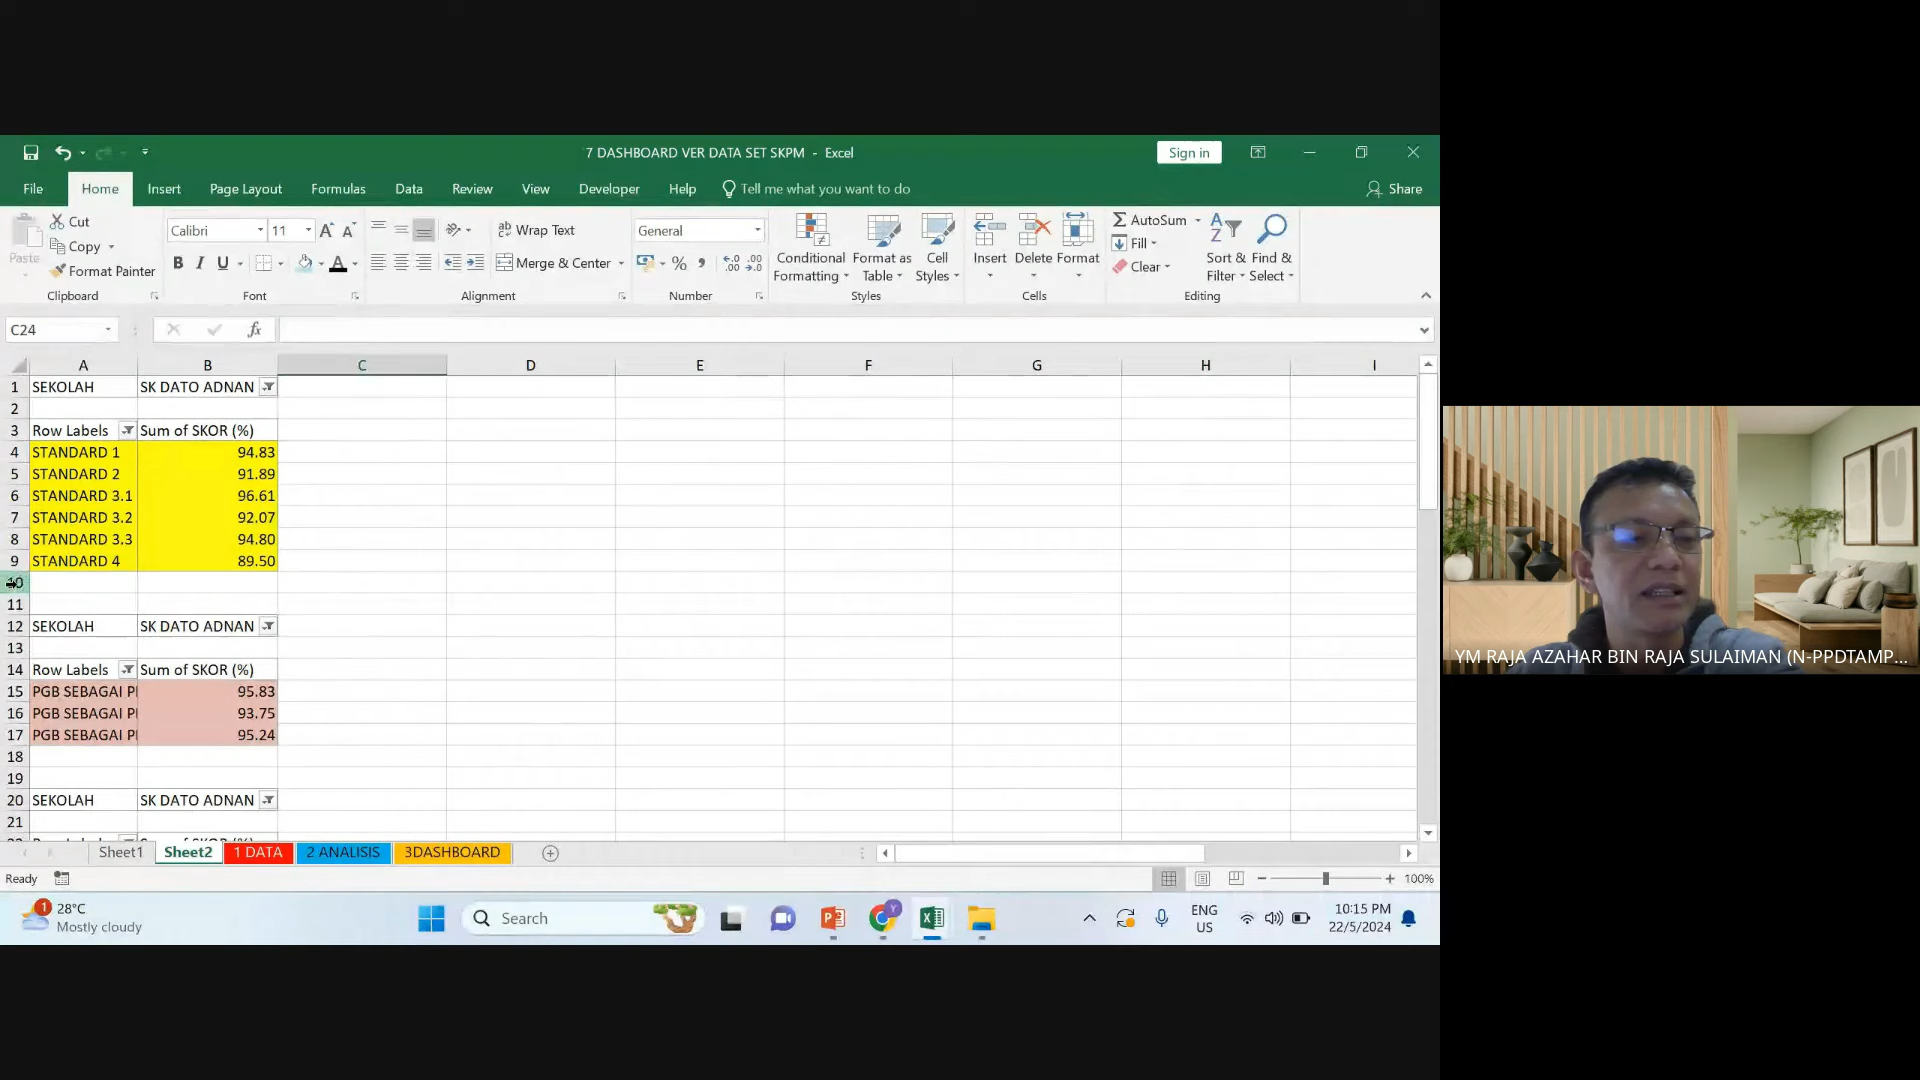 7 DASHBOARD VER DATA SET SKPM - Excel
Sign in
File Home Insert Page Layout Formulas Data Review View Developer Help Tell me what you want to do Share
Cut
Copy
Format Painter
Paste
Clipboard
Calibri 11
B I U
Font
Wrap Text
Merge & Center
Alignment
General
Number
Conditional Formatting
Format as Table
Cell Styles
Styles
Insert Delete Format
Cells
AutoSum
Fill
Clear
Sort & Filter
Find & Select
Editing
C24 fx
A B C D E F G H I
1 SEKOLAH SK DATO ADNAN
2
3 Row Labels Sum of SKOR (%)
4 STANDARD 1 94.83
5 STANDARD 2 91.89
6 STANDARD 3.1 96.61
7 STANDARD 3.2 92.07
8 STANDARD 3.3 94.80
9 STANDARD 4 89.50
10
11
12 SEKOLAH SK DATO ADNAN
13
14 Row Labels Sum of SKOR (%)
15 PGB SEBAGAI 95.83
16 PGB SEBAGAI 93.75
17 PGB SEBAGAI 95.24
18
19
20 SEKOLAH SK DATO ADNAN
21
Sheet1 Sheet2 1 DATA 2 ANALISIS 3DASHBOARD
Ready 100%
1 28°C
Mostly cloudy
Search
ENG
US
10:15 PM
22/5/2024
YM RAJA AZAHAR BIN RAJA SULAIMAN (N-PPDTAMP...